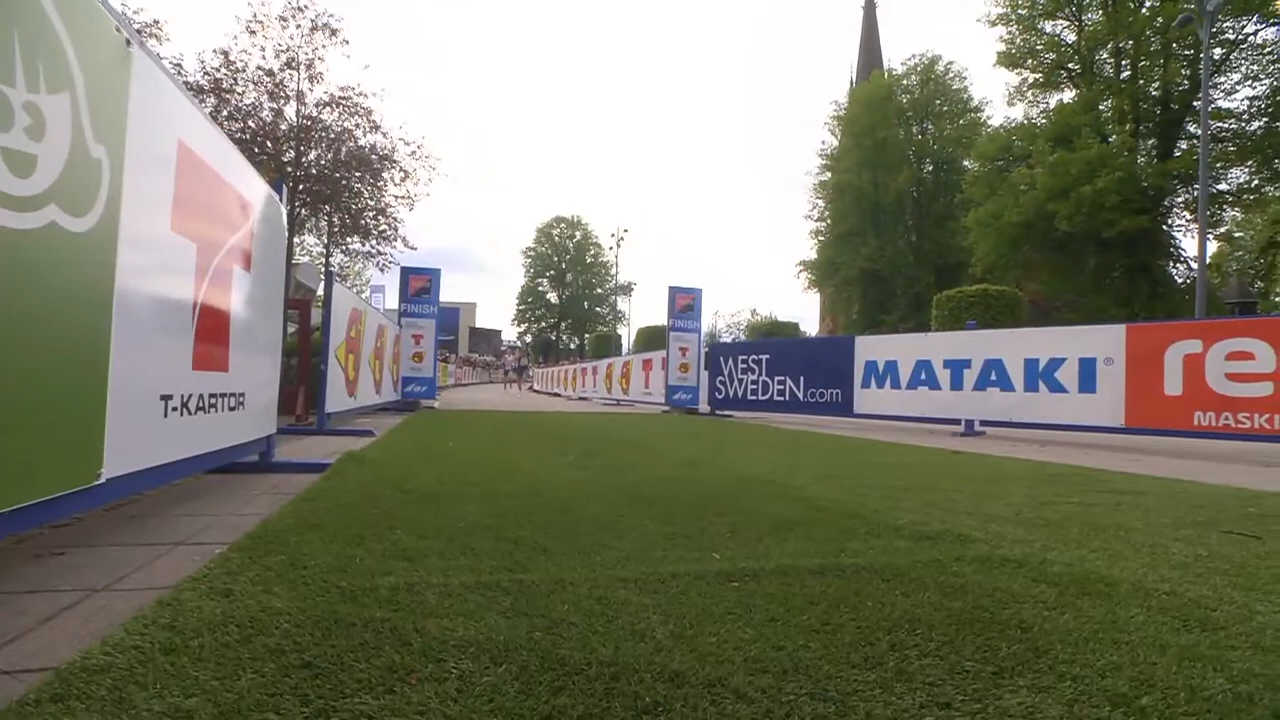 T-KARTOR
FINISH
FINISH
WEST
SWEDEN.com
MATAKI®
re
MASKI